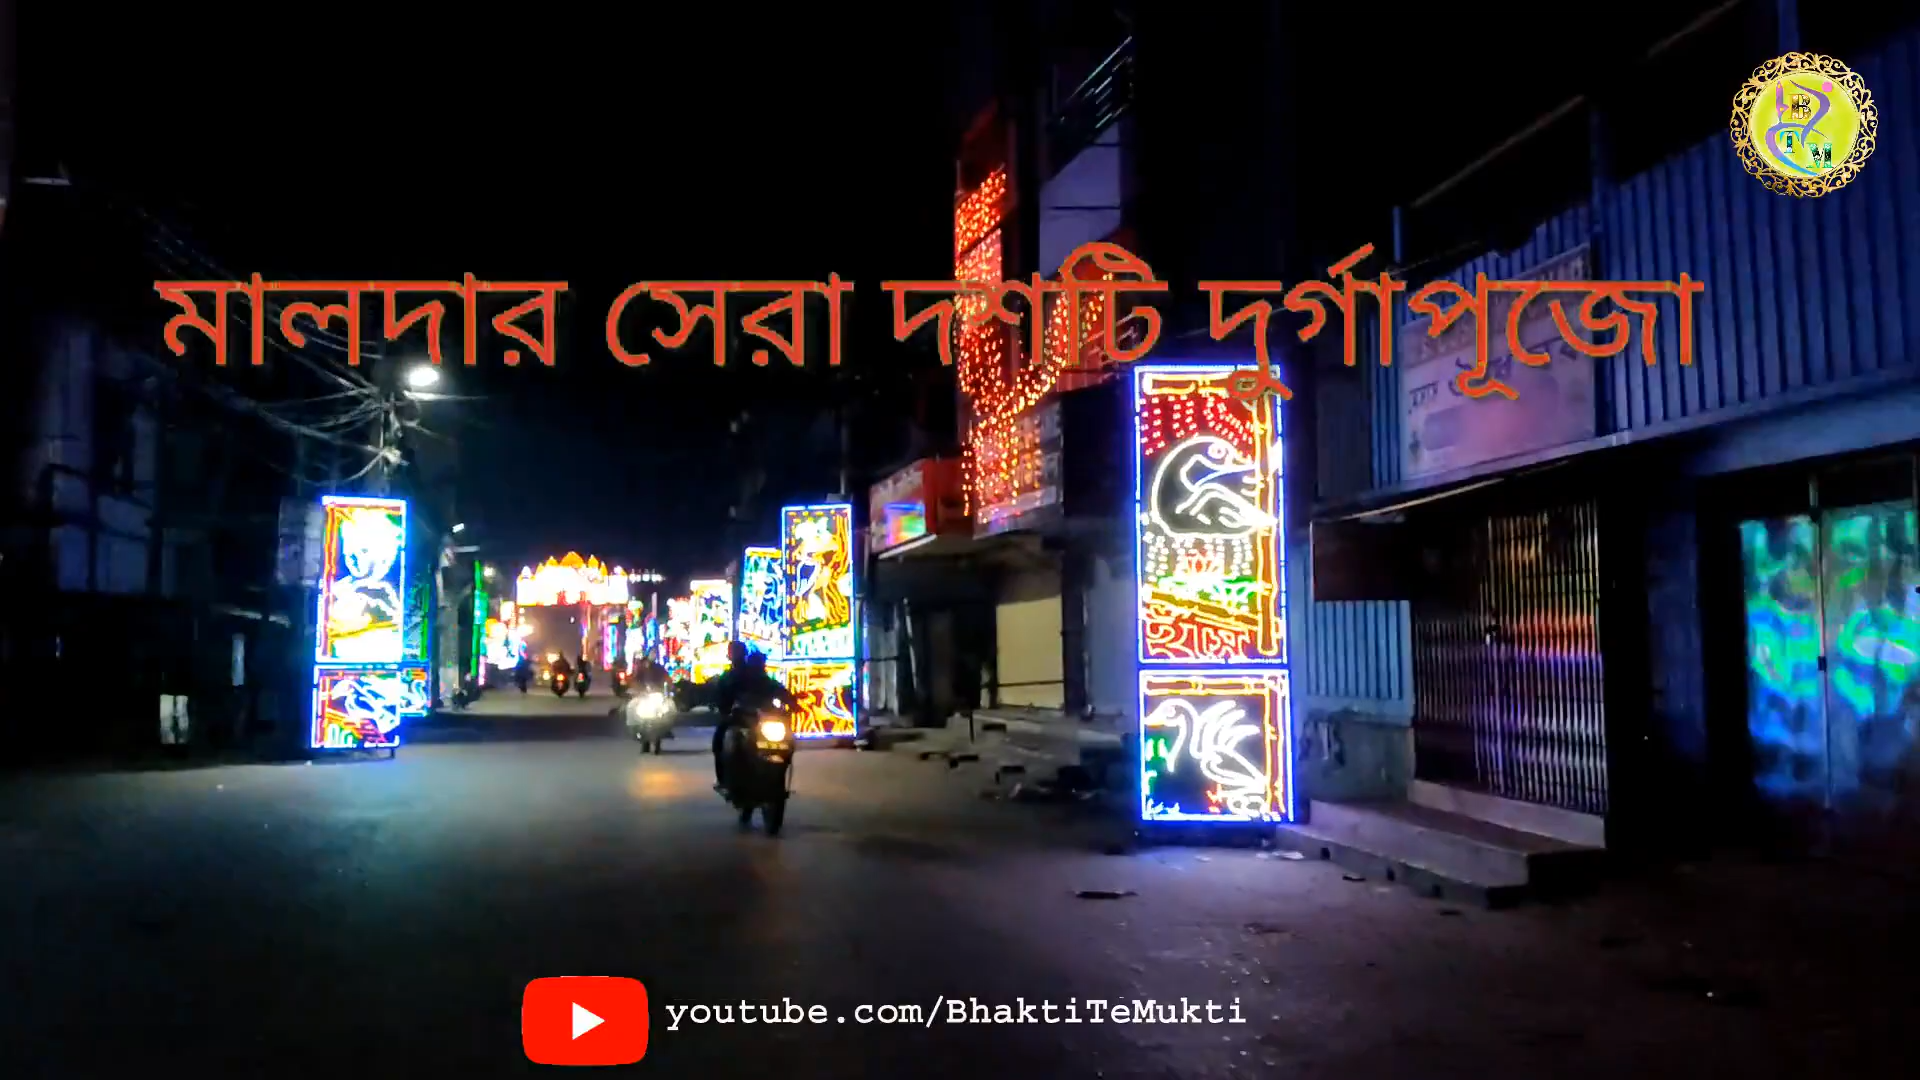 B
T M
মালদার সেরা দশটি দুর্গাপূজো
হাঁস
youtube.com/BhaktiTeMukti